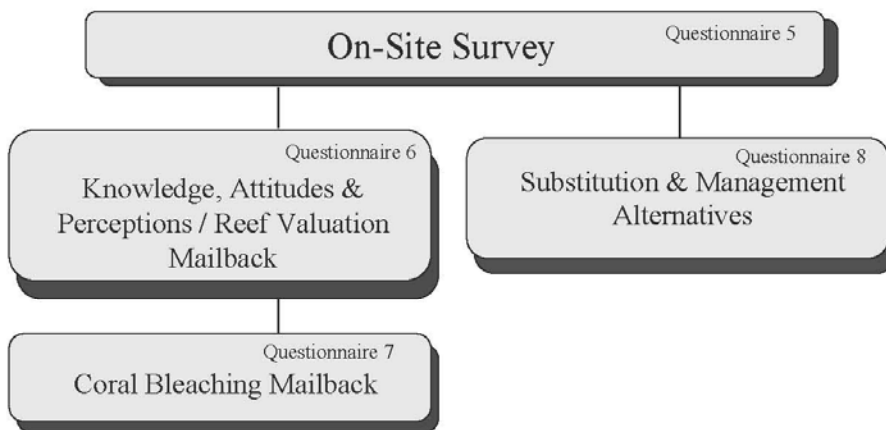 Questionnaire 5
On-Site Survey
Questionnaire 6
Knowledge, Attitudes &
Perceptions / Reef Valuation
Mailback
Questionnaire 8
Substitution & Management
Alternatives
Questionnaire 7
Coral Bleaching Mailback